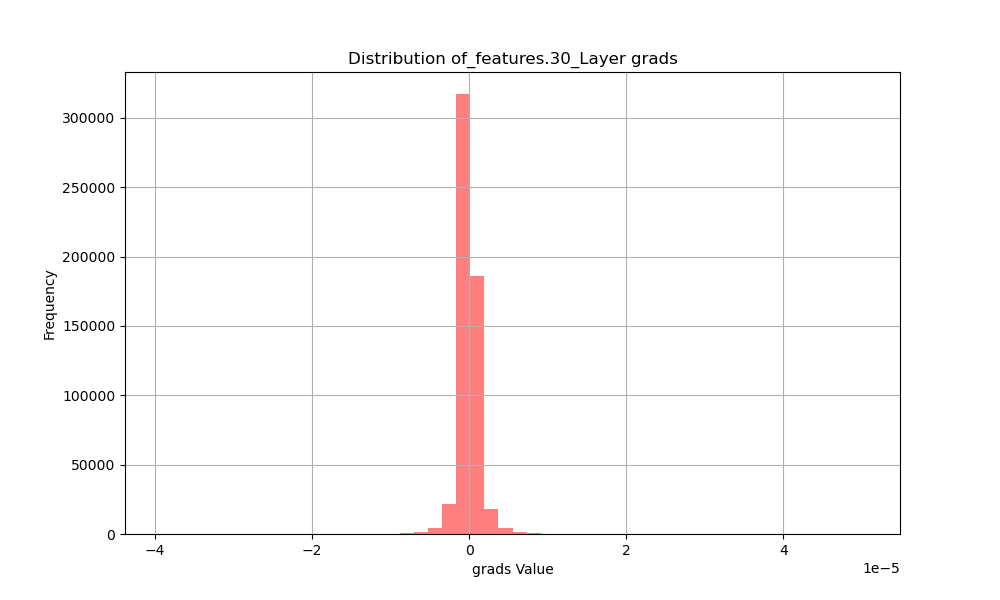 Distribution of_features.30_Layer grads
300000
250000
200000
150000
100000
50000
0
Frequency
−4 −2 0 2 4
1e−5
grads Value